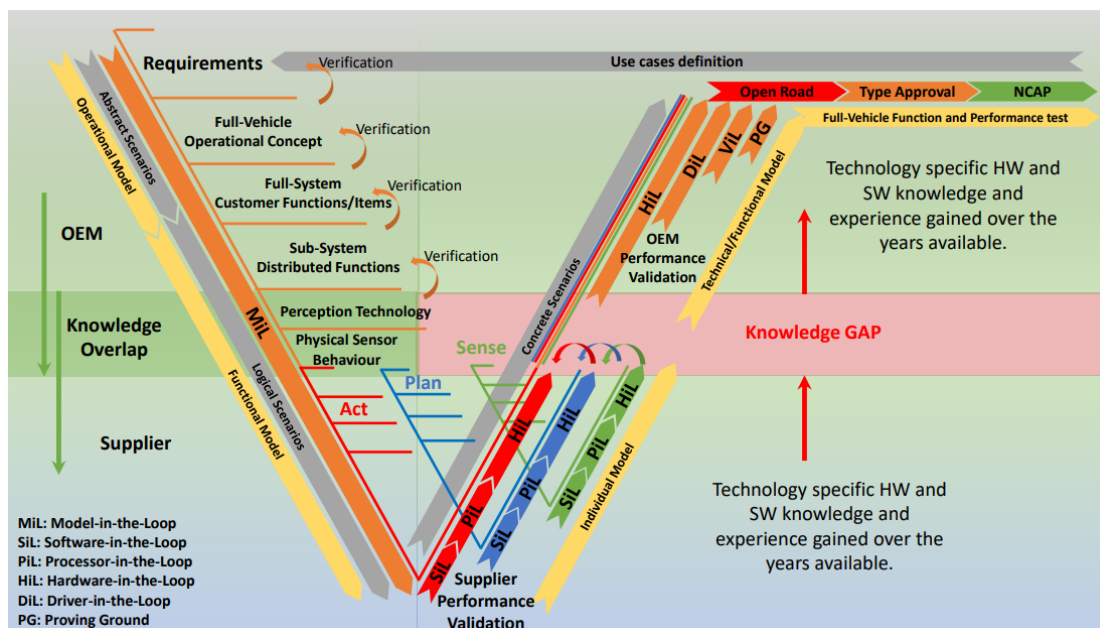 Requirements
Verification
Use cases definition
Open Road
Type Approval
NCAP
Full-Vehicle Function and Performance test
Operational Model
Abstract Scenarios
Full-Vehicle
Operational Concept
Verification
Full-System
Customer Functions/Items
Verification
Sub-System
Distributed Functions
Verification
OEM
HiL
DiL
ViL
PG
OEM
Performance
Validation
Technical/Functional Model
Technology specific HW and
SW knowledge and
experience gained over the
years available.
Knowledge
Overlap
MiL
Perception Technology
Physical Sensor
Behaviour
Sense
Concrete Scenarios
Knowledge GAP
Functional Model
Logical Scenarios
Act
Plan
Supplier
HiL
HiL
HiL
PiL
PiL
PiL
SiL
SiL
SiL
Individual Model
Technology specific HW and
SW knowledge and
experience gained over the
years available.
Supplier
Performance
Validation
MiL: Model-in-the-Loop
SiL: Software-in-the-Loop
PiL: Processor-in-the-Loop
HiL: Hardware-in-the-Loop
DiL: Driver-in-the-Loop
PG: Proving Ground